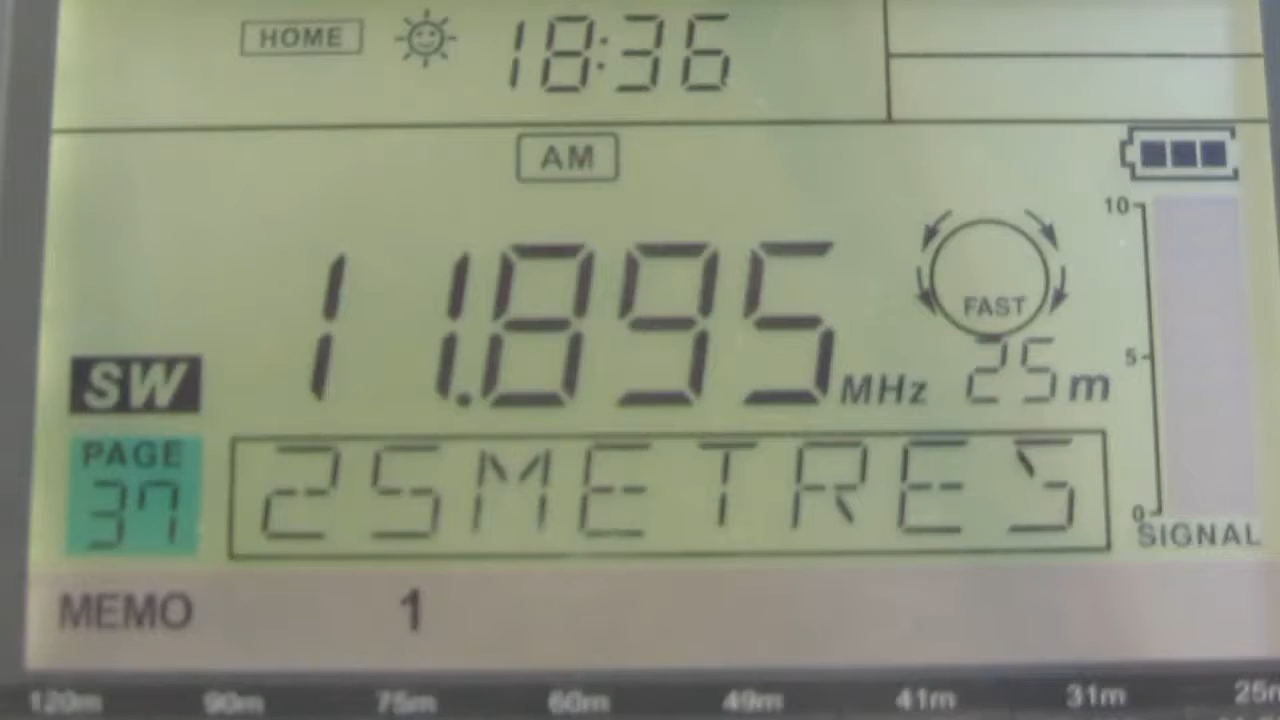 HOME 18:36
AM
10
11.895 MHz
FAST
25 m
5
SW
PAGE
37
25METRES
0
SIGNAL
MEMO 1
120m 90m 75m 60m 49m 41m 31m 25m